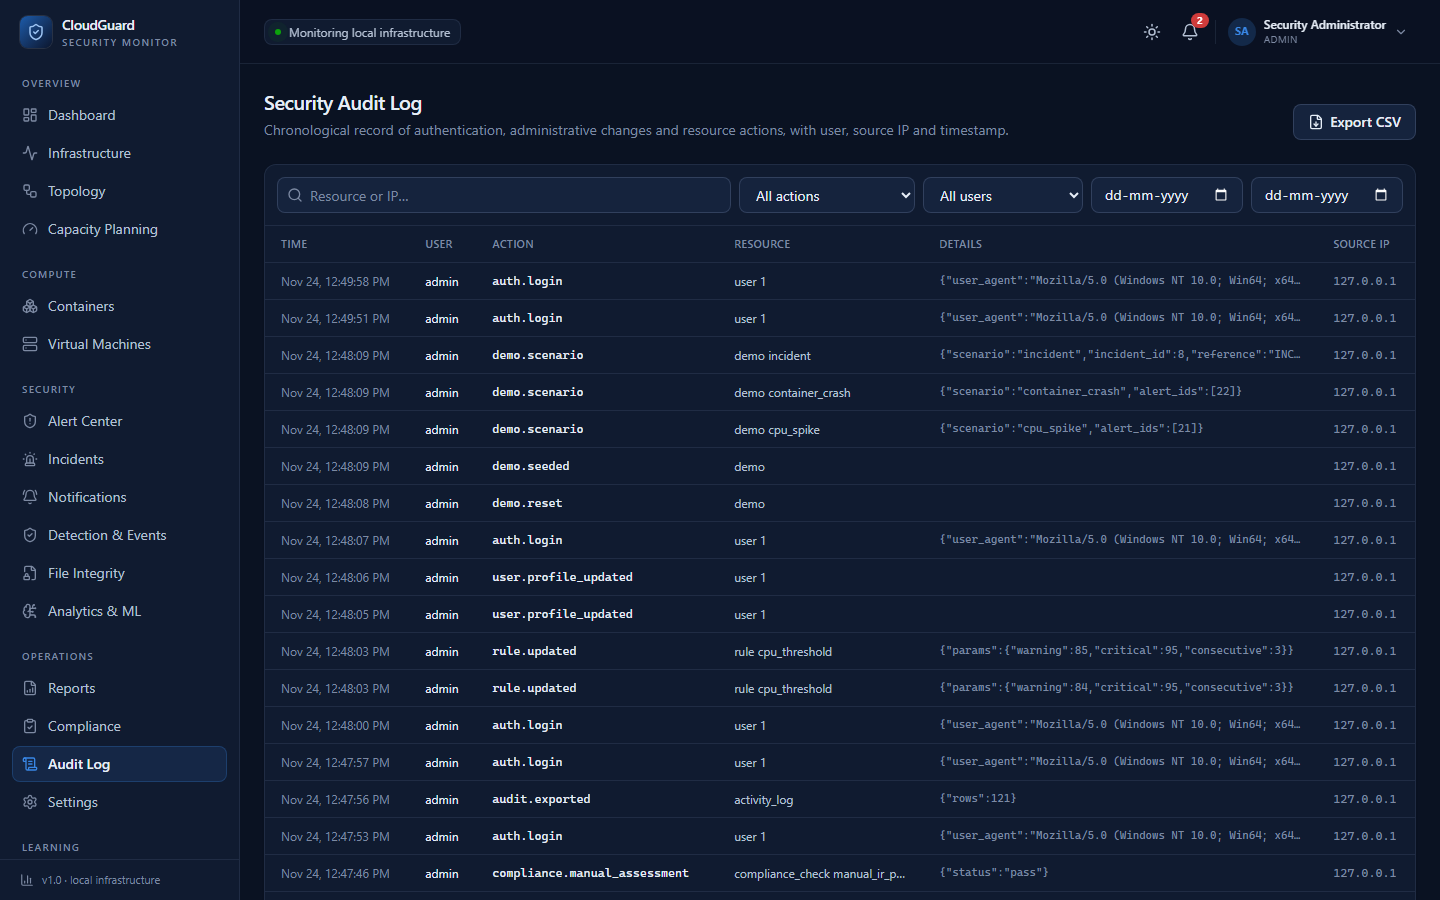 CloudGuard
SECURITY MONITOR
OVERVIEW
Dashboard
Infrastructure
Topology
Capacity Planning
COMPUTE
Containers
Virtual Machines
SECURITY
Alert Center
Incidents
Notifications
Detection & Events
File Integrity
Analytics & ML
OPERATIONS
Reports
Compliance
Audit Log
Settings
LEARNING
v1.0 · local infrastructure
Monitoring local infrastructure
2
SA
Security Administrator
ADMIN
Security Audit Log
Chronological record of authentication, administrative changes and resource actions, with user, source IP and timestamp.
Export CSV
Resource or IP... All actions All users dd-mm-yyyy dd-mm-yyyy
TIME USER ACTION RESOURCE DETAILS SOURCE IP
Nov 24, 12:49:58 PM admin auth.login user 1 {"user_agent":"Mozilla/5.0 (Windows NT 10.0; Win64; x64… 127.0.0.1
Nov 24, 12:49:51 PM admin auth.login user 1 {"user_agent":"Mozilla/5.0 (Windows NT 10.0; Win64; x64… 127.0.0.1
Nov 24, 12:48:09 PM admin demo.scenario demo incident {"scenario":"incident","incident_id":8,"reference":"INC… 127.0.0.1
Nov 24, 12:48:09 PM admin demo.scenario demo container_crash {"scenario":"container_crash","alert_ids":[22]} 127.0.0.1
Nov 24, 12:48:09 PM admin demo.scenario demo cpu_spike {"scenario":"cpu_spike","alert_ids":[21]} 127.0.0.1
Nov 24, 12:48:09 PM admin demo.seeded demo 127.0.0.1
Nov 24, 12:48:08 PM admin demo.reset demo 127.0.0.1
Nov 24, 12:48:07 PM admin auth.login user 1 {"user_agent":"Mozilla/5.0 (Windows NT 10.0; Win64; x64… 127.0.0.1
Nov 24, 12:48:06 PM admin user.profile_updated user 1 127.0.0.1
Nov 24, 12:48:05 PM admin user.profile_updated user 1 127.0.0.1
Nov 24, 12:48:03 PM admin rule.updated rule cpu_threshold {"params":{"warning":85,"critical":95,"consecutive":3}} 127.0.0.1
Nov 24, 12:48:03 PM admin rule.updated rule cpu_threshold {"params":{"warning":84,"critical":95,"consecutive":3}} 127.0.0.1
Nov 24, 12:48:00 PM admin auth.login user 1 {"user_agent":"Mozilla/5.0 (Windows NT 10.0; Win64; x64… 127.0.0.1
Nov 24, 12:47:57 PM admin auth.login user 1 {"user_agent":"Mozilla/5.0 (Windows NT 10.0; Win64; x64… 127.0.0.1
Nov 24, 12:47:56 PM admin audit.exported activity_log {"rows":121} 127.0.0.1
Nov 24, 12:47:53 PM admin auth.login user 1 {"user_agent":"Mozilla/5.0 (Windows NT 10.0; Win64; x64… 127.0.0.1
Nov 24, 12:47:46 PM admin compliance.manual_assessment compliance_check manual_ir_p... {"status":"pass"} 127.0.0.1